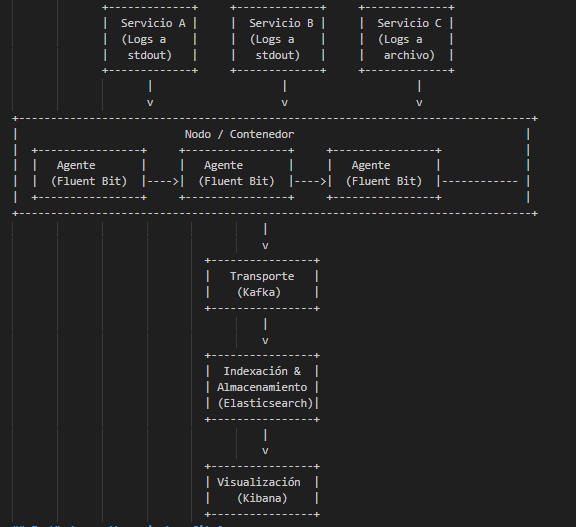 Servicio A Servicio B Servicio C
(Logs a (Logs a (Logs a
stdout) stdout) archivo)
v v v
Nodo / Contenedor
Agente Agente Agente
(Fluent Bit) ----> (Fluent Bit) ----> (Fluent Bit)
v
Transporte
(Kafka)
v
Indexación &
Almacenamiento
(Elasticsearch)
v
Visualización
(Kibana)